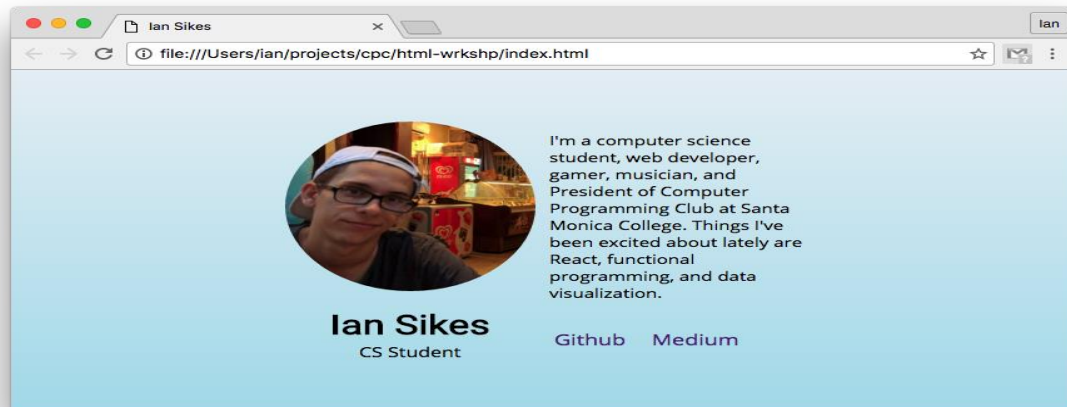 Ian Sikes
Ian
file:///Users/ian/projects/cpc/html-wrkshp/index.html
I'm a computer science
student, web developer,
gamer, musician, and
President of Computer
Programming Club at Santa
Monica College. Things I've
been excited about lately are
React, functional
programming, and data
visualization.
Ian Sikes
CS Student
Github Medium